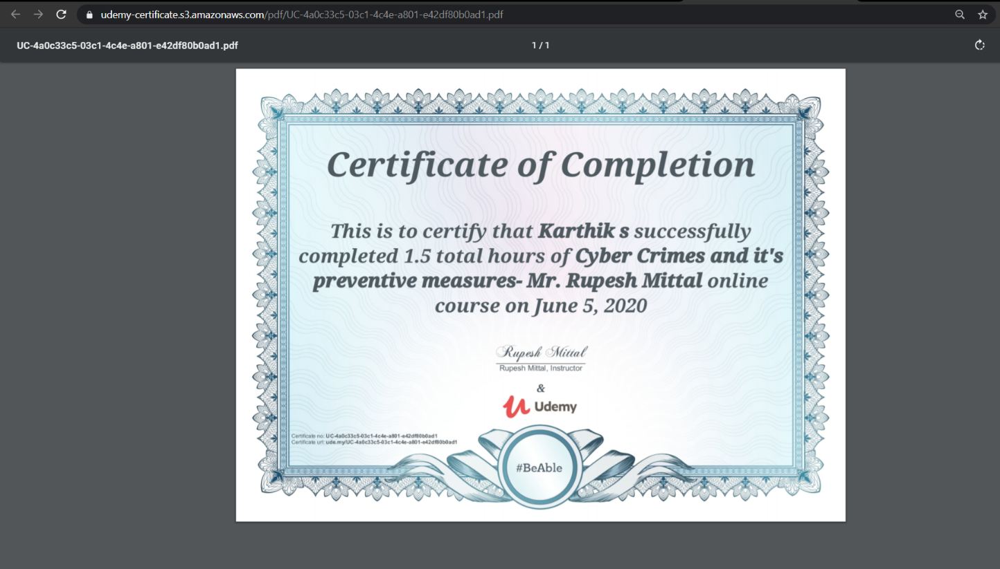 udemy-certificate.s3.amazonaws.com/pdf/UC-4a0c33c5-03c1-4c4e-a801-e42df80b0ad1.pdf
UC-4a0c33c5-03c1-4c4e-a801-e42df80b0ad1.pdf
1 / 1
Certificate of Completion
This is to certify that Karthik s successfully
completed 1.5 total hours of Cyber Crimes and it's
preventive measures- Mr. Rupesh Mittal online
course on June 5, 2020
Rupesh Mittal
Rupesh Mittal, Instructor
&
Udemy
Certificate no: UC-4a0c33c5-03c1-4c4e-a801-e42df80b0ad1
Certificate url: ude.my/UC-4a0c33c5-03c1-4c4e-a801-e42df80b0ad1
#BeAble